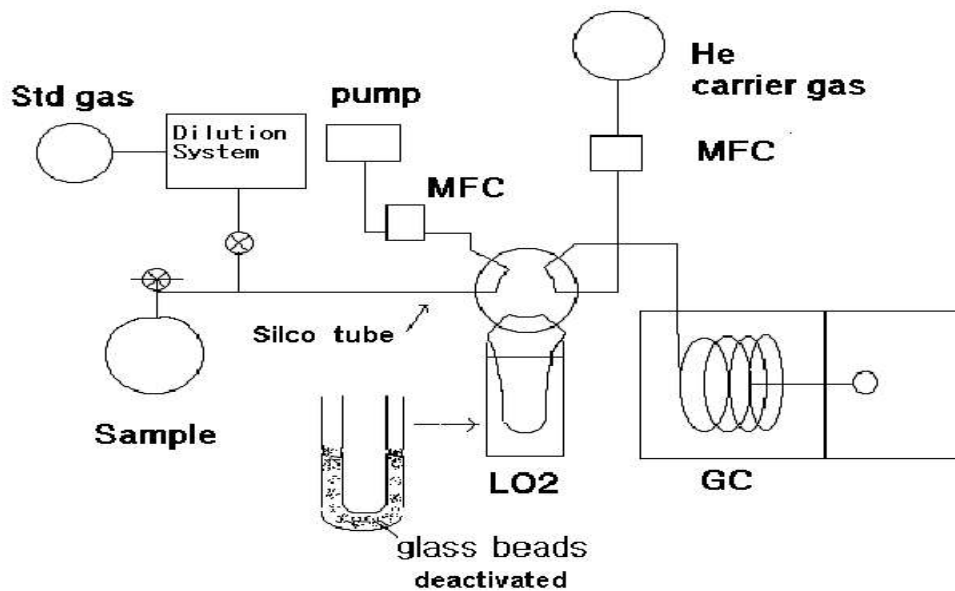 He
carrier gas
Std gas
pump
Dilution
System
MFC
MFC
Silco tube
Sample
LO2
GC
glass beads
deactivated